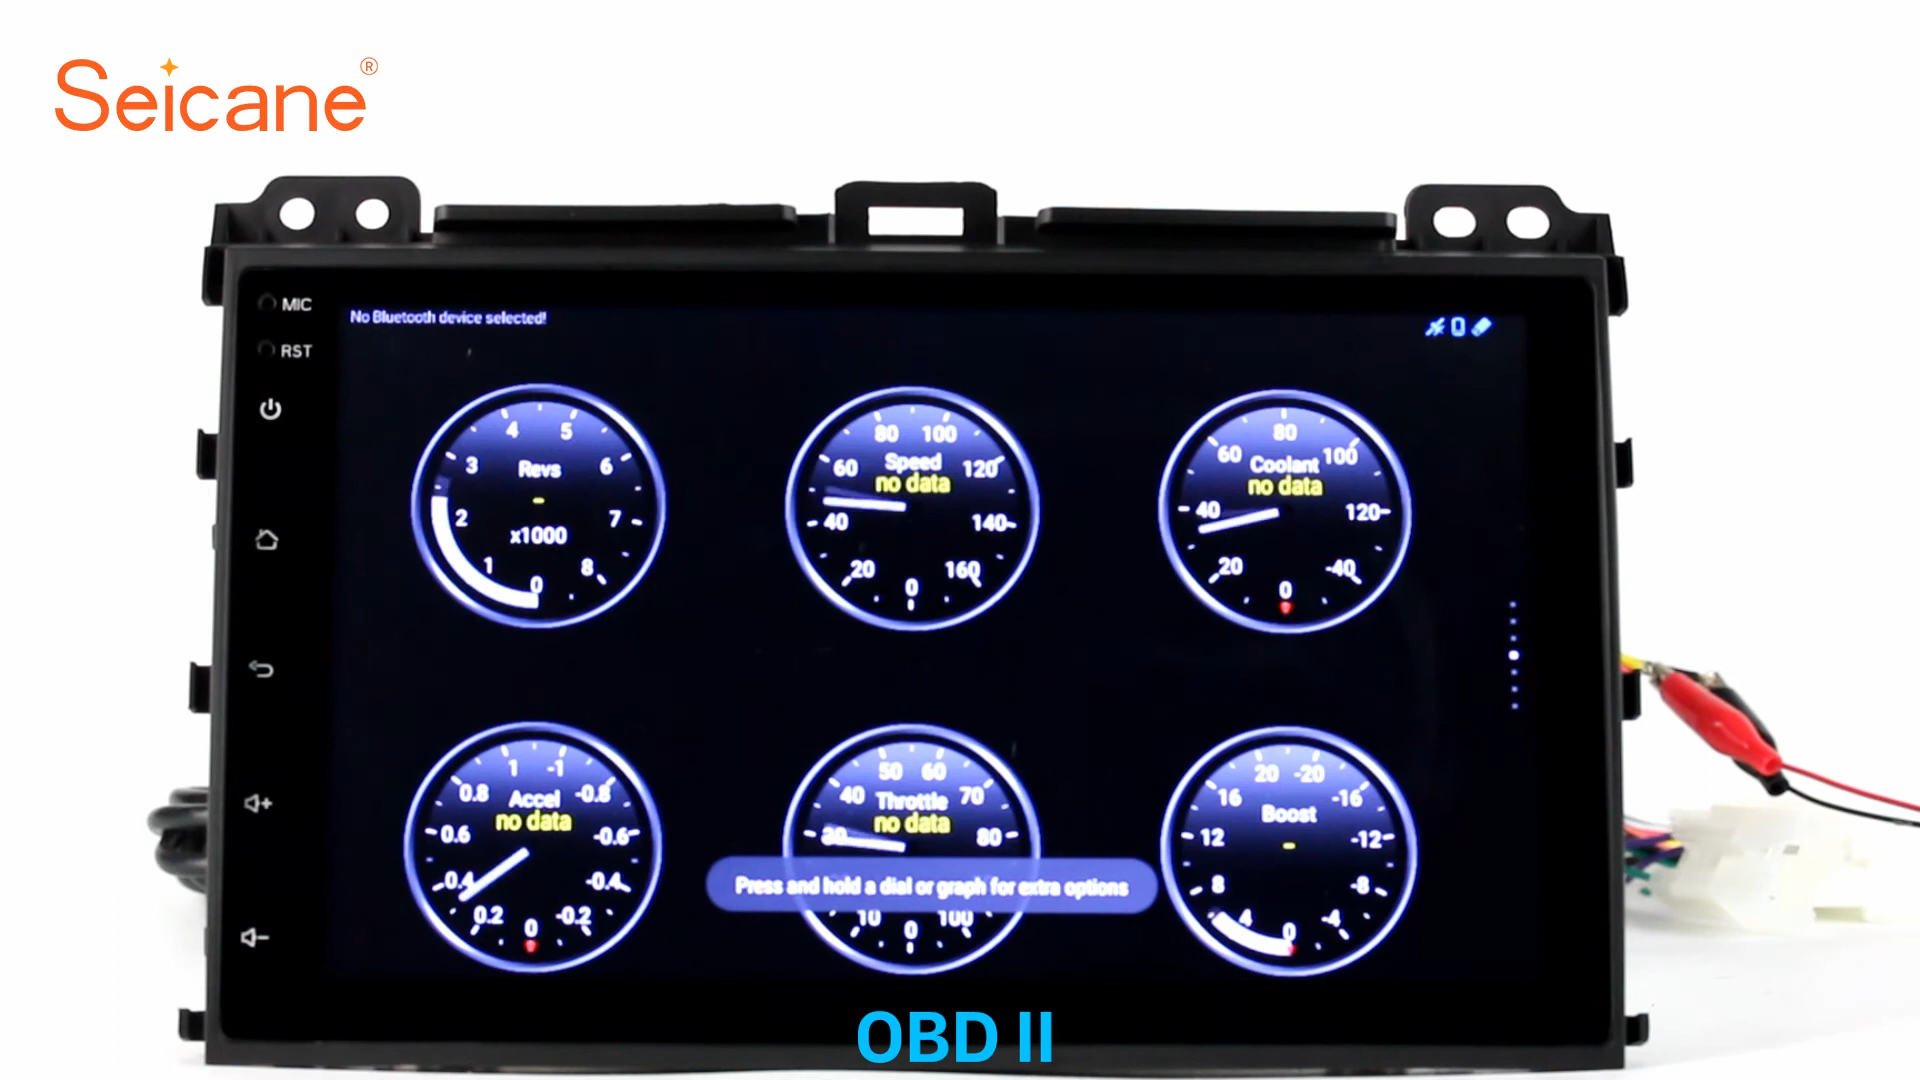 Seicane®
MIC
RST
No Bluetooth device selected!
4 5
3 Revs 6
-
2 7
x1000
1 8
0
80 100
60 Speed 120
no data
40 140
20 160
0
80
60 Coolant 100
no data
40 120
20 -40
0
1 -1
0.8 Accel -0.8
no data
0.6 -0.6
0.4 -0.4
0.2 -0.2
0
50 60
40 Throttle 70
no data
30 80
Press and hold a dial or graph for extra options
10 100
0
20 -20
16 -16
Boost
12 -12
-
8 -8
4 -4
0
OBD II